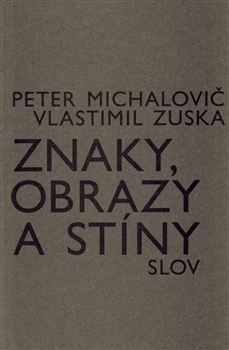 PETER MICHALOVIČ
VLASTIMIL ZUSKA
ZNAKY,
OBRAZY
A STÍNY
SLOV